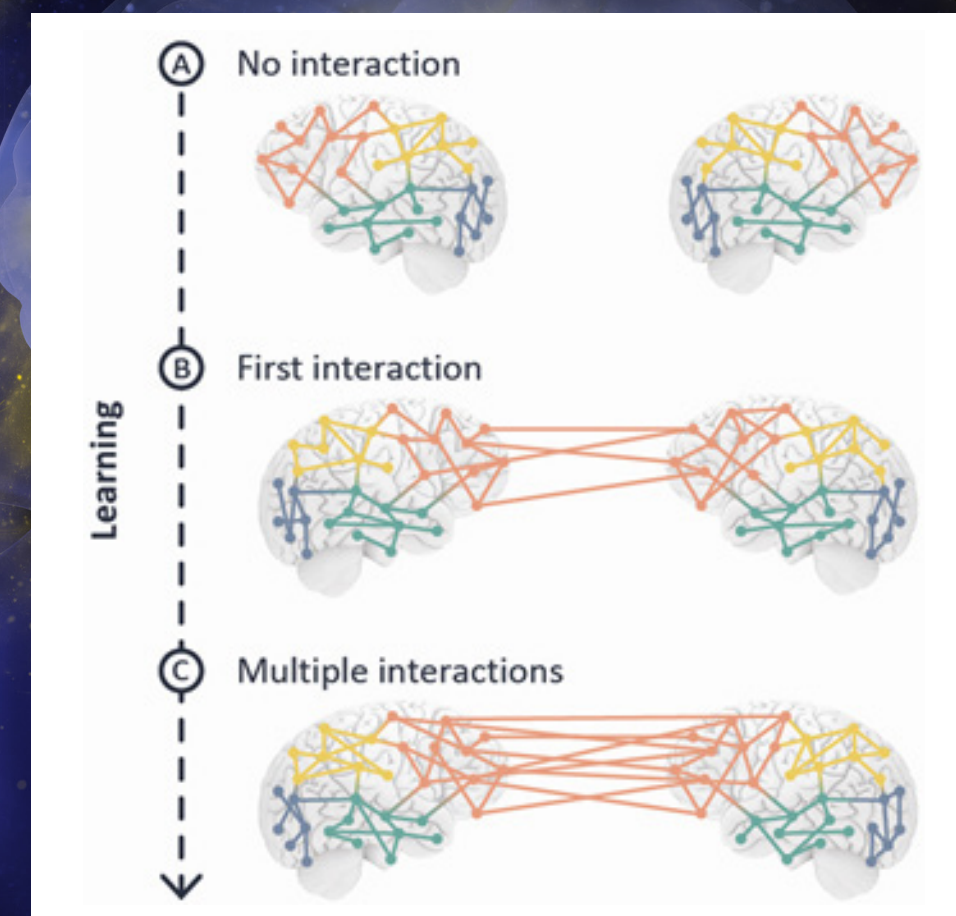 A No interaction
B First interaction
Learning
C Multiple interactions